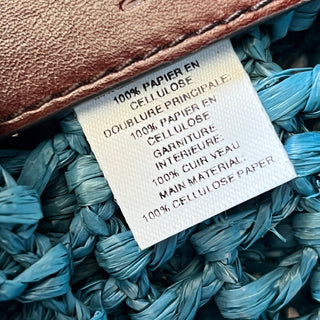 100% PAPIER EN
CELLULOSE
DOUBLURE PRINCIPALE.
100% PAPIER EN
CELLULOSE
GARNITURE
INTERIEURE:
100% CUIR VEAU
MAIN MATERIAL:
100% CELLULOSE PAPER